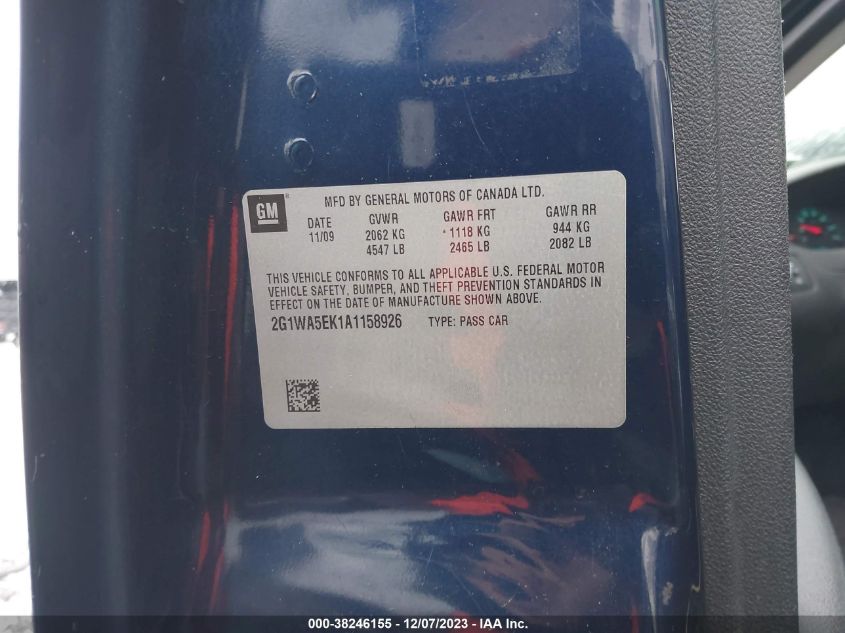 GM
MFD BY GENERAL MOTORS OF CANADA LTD.
DATE GVWR GAWR FRT GAWR RR
11/09 2062 KG 1118 KG 944 KG
4547 LB 2465 LB 2082 LB
THIS VEHICLE CONFORMS TO ALL APPLICABLE U.S. FEDERAL MOTOR
VEHICLE SAFETY, BUMPER, AND THEFT PREVENTION STANDARDS IN
EFFECT ON THE DATE OF MANUFACTURE SHOWN ABOVE.
2G1WA5EK1A1158926 TYPE: PASS CAR
000-38246155 - 12/07/2023 - IAA Inc.